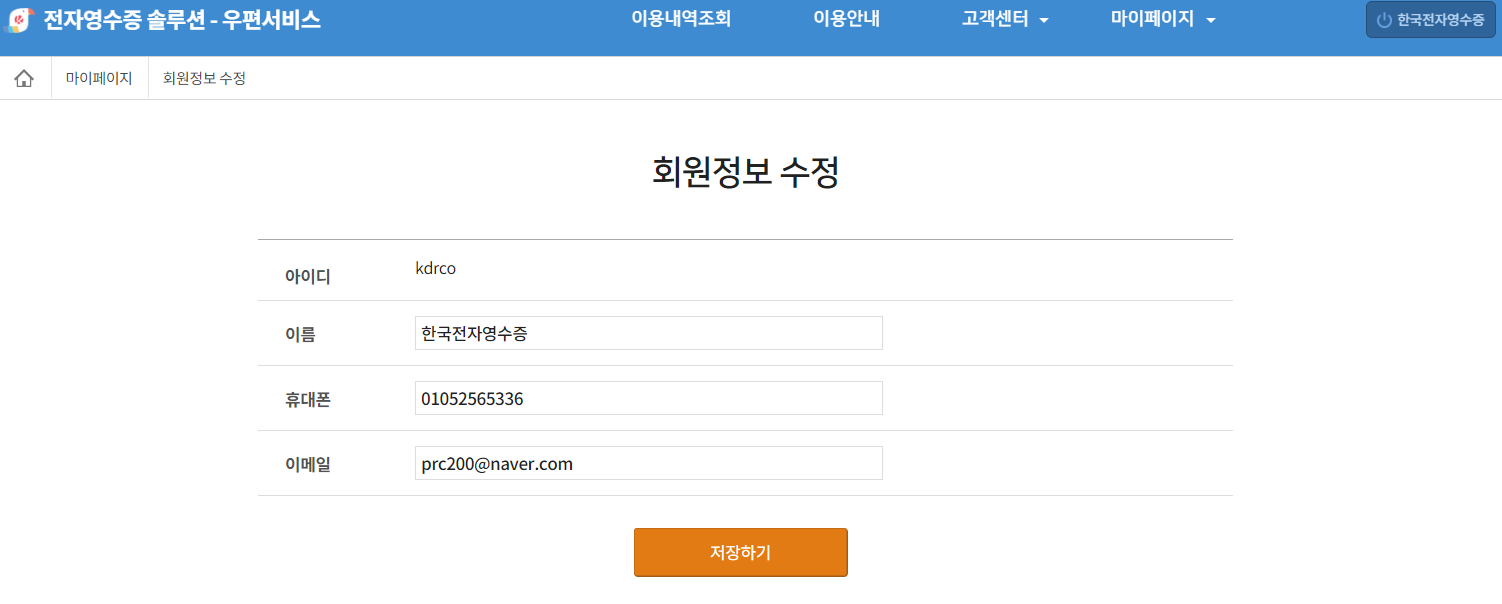 전자영수증 솔루션 - 우편서비스 이용내역조회 이용안내 고객센터 마이페이지 한국전자영수증
마이페이지 회원정보 수정
회원정보 수정
아이디 kdrco
이름 한국전자영수증
휴대폰 01052565336
이메일 prc200@naver.com
저장하기